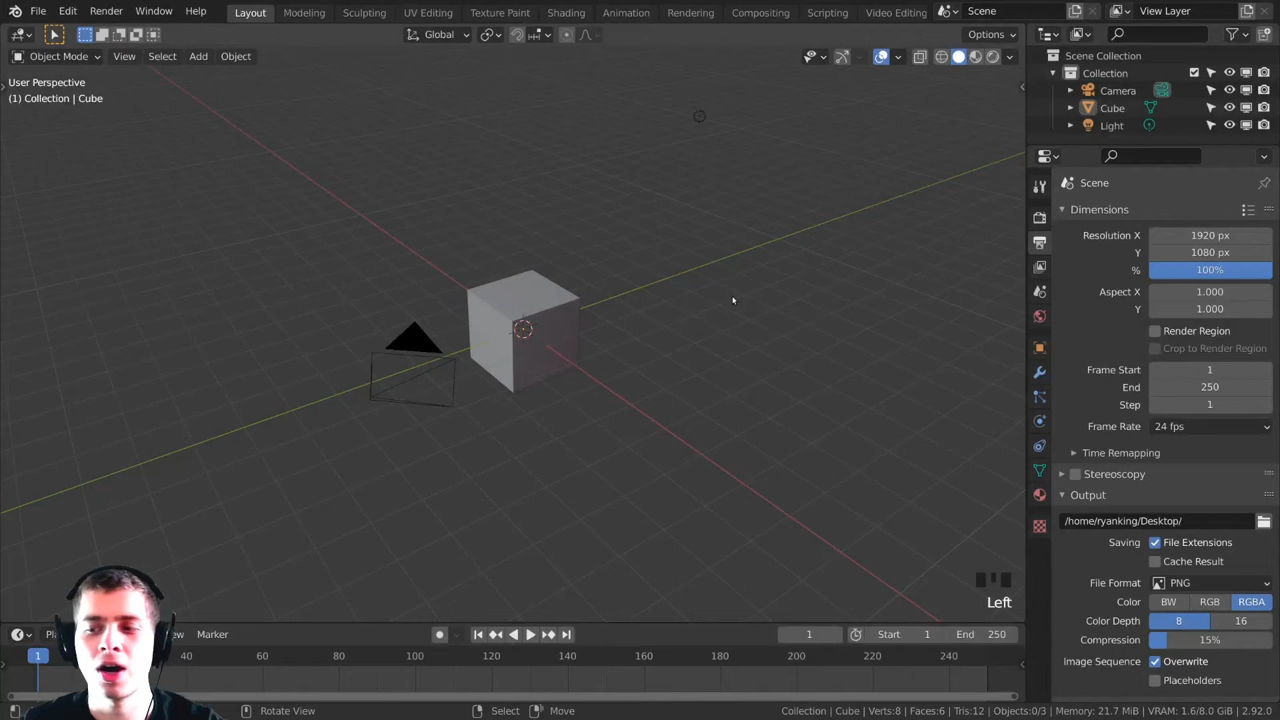 File Edit Render Window Help Layout Modeling Sculpting UV Editing Texture Paint Shading Animation Rendering Compositing Scripting Video Editing Scene View Layer
Global Options
Object Mode View Select Add Object
User Perspective
(1) Collection | Cube
Scene Collection
Collection
Camera
Cube
Light
Scene
Dimensions
Resolution X 1920 px
Y 1080 px
% 100%
Aspect X 1.000
Y 1.000
Render Region
Crop to Render Region
Frame Start 1
End 250
Step 1
Frame Rate 24 fps
Time Remapping
Stereoscopy
Output
/home/ryanking/Desktop/
Saving File Extensions
Cache Result
File Format PNG
Color BW RGB RGBA
Color Depth 8 16
Compression 15%
Image Sequence Overwrite
Placeholders
Left
Marker 1 Start 1 End 250
1 40 60 80 100 120 140 160 180 200 220 240
Rotate View Select Move Collection | Cube | Verts:8 | Faces:6 | Tris:12 | Objects:0/3 | Memory: 21.7 MiB | VRAM: 1.6/8.0 GiB | 2.92.0